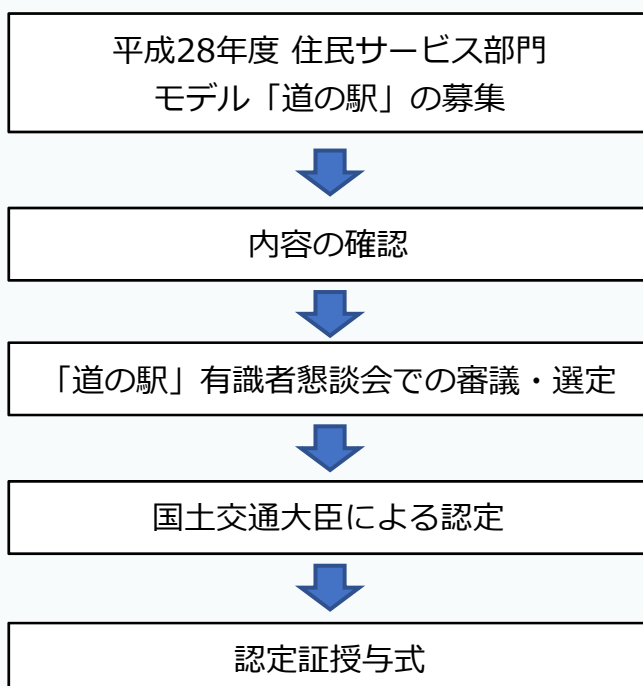 平成28年度 住民サービス部門
モデル「道の駅」の募集
内容の確認
「道の駅」有識者懇談会での審議・選定
国土交通大臣による認定
認定証授与式